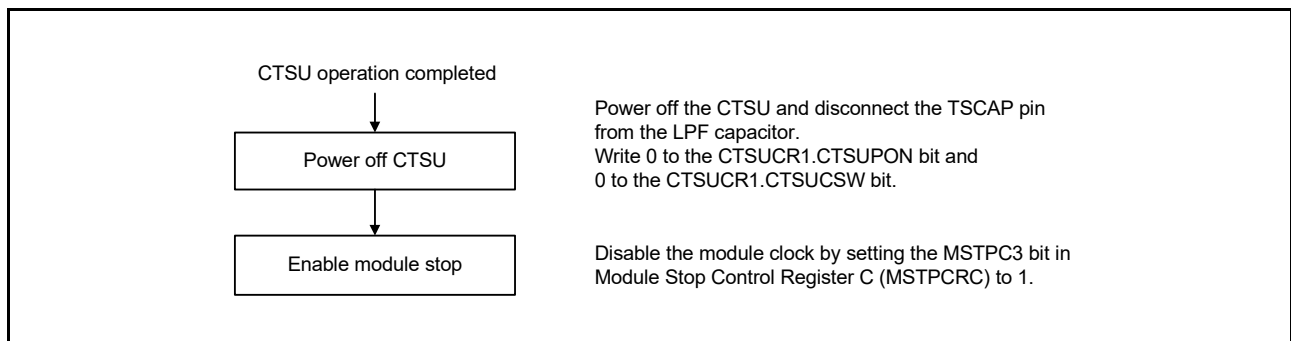 CTSU operation completed
Power off CTSU
Power off the CTSU and disconnect the TSCAP pin
from the LPF capacitor.
Write 0 to the CTSUCR1.CTSUPON bit and
0 to the CTSUCR1.CTSUCSW bit.
Enable module stop
Disable the module clock by setting the MSTPC3 bit in
Module Stop Control Register C (MSTPCRC) to 1.